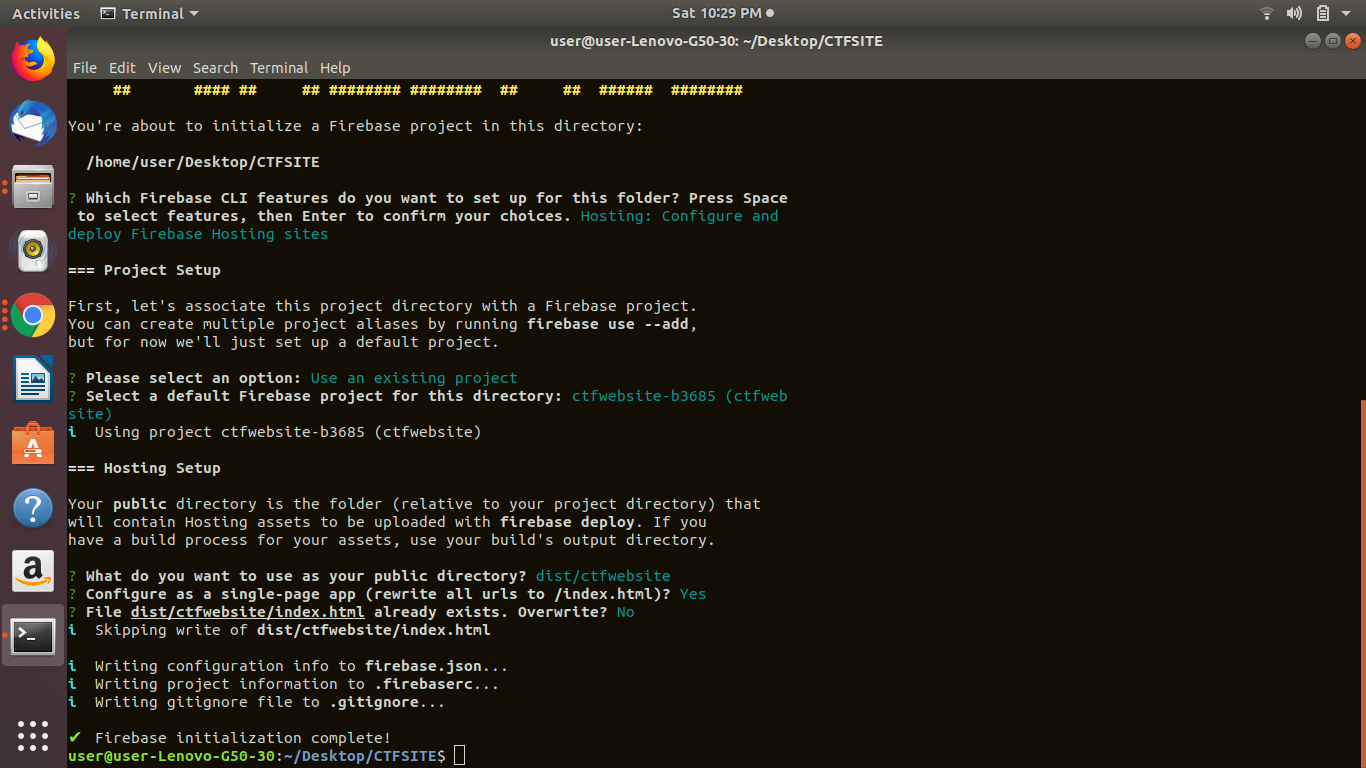 Activities Terminal Sat 10:29 PM
user@user-Lenovo-G50-30: ~/Desktop/CTFSITE
File Edit View Search Terminal Help
## #### ## ## ######## ######## ## ## ###### ########
You're about to initialize a Firebase project in this directory:
/home/user/Desktop/CTFSITE
? Which Firebase CLI features do you want to set up for this folder? Press Space
to select features, then Enter to confirm your choices. Hosting: Configure and
deploy Firebase Hosting sites
=== Project Setup
First, let's associate this project directory with a Firebase project.
You can create multiple project aliases by running firebase use --add,
but for now we'll just set up a default project.
? Please select an option: Use an existing project
? Select a default Firebase project for this directory: ctfwebsite-b3685 (ctfweb
site)
i Using project ctfwebsite-b3685 (ctfwebsite)
=== Hosting Setup
Your public directory is the folder (relative to your project directory) that
will contain Hosting assets to be uploaded with firebase deploy. If you
have a build process for your assets, use your build's output directory.
? What do you want to use as your public directory? dist/ctfwebsite
? Configure as a single-page app (rewrite all urls to /index.html)? Yes
? File dist/ctfwebsite/index.html already exists. Overwrite? No
i Skipping write of dist/ctfwebsite/index.html
i Writing configuration info to firebase.json...
i Writing project information to .firebaserc...
i Writing gitignore file to .gitignore...
✔ Firebase initialization complete!
user@user-Lenovo-G50-30:~/Desktop/CTFSITE$